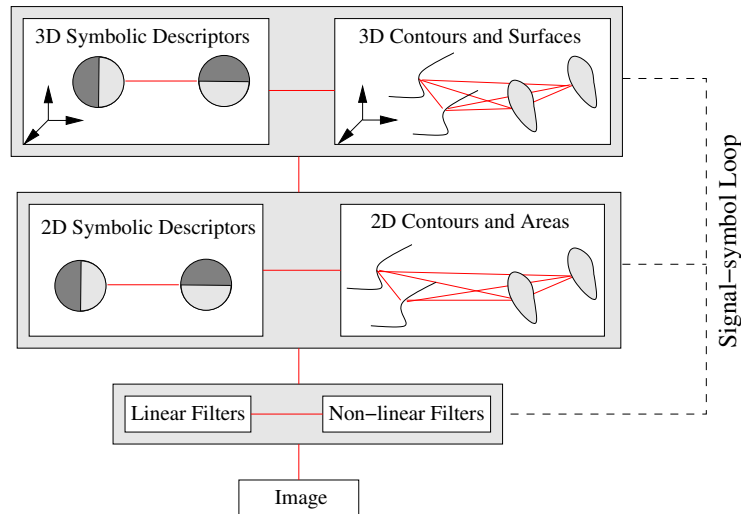 3D Symbolic Descriptors
3D Contours and Surfaces
2D Symbolic Descriptors
2D Contours and Areas
Linear Filters
Non−linear Filters
Image
Signal−symbol Loop